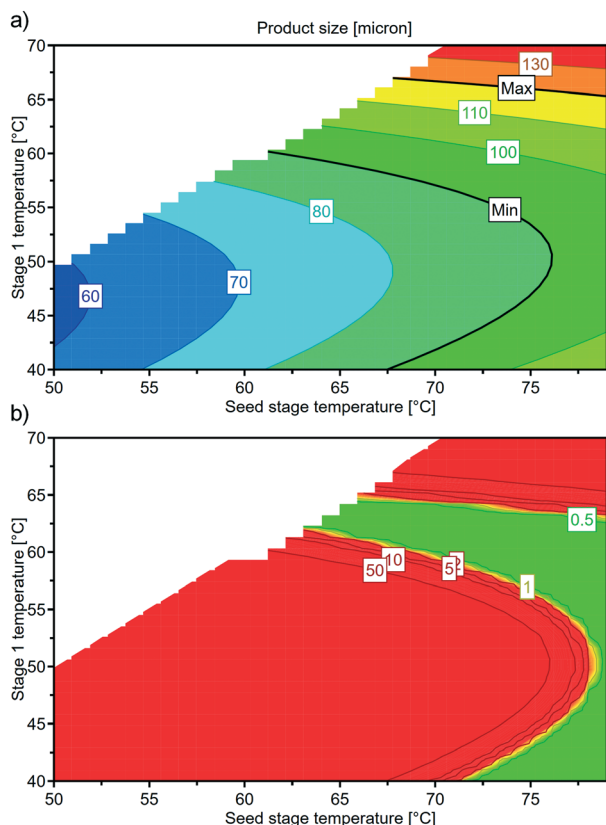 a)
Product size [micron]
Stage 1 temperature [°C]
70
65
60
55
50
45
40
130
Max
110
100
Min
80
70
60
50 55 60 65 70 75
Seed stage temperature [°C]
b)
Stage 1 temperature [°C]
70
65
60
55
50
45
40
0.5
10
2
5
50
1
50 55 60 65 70 75
Seed stage temperature [°C]